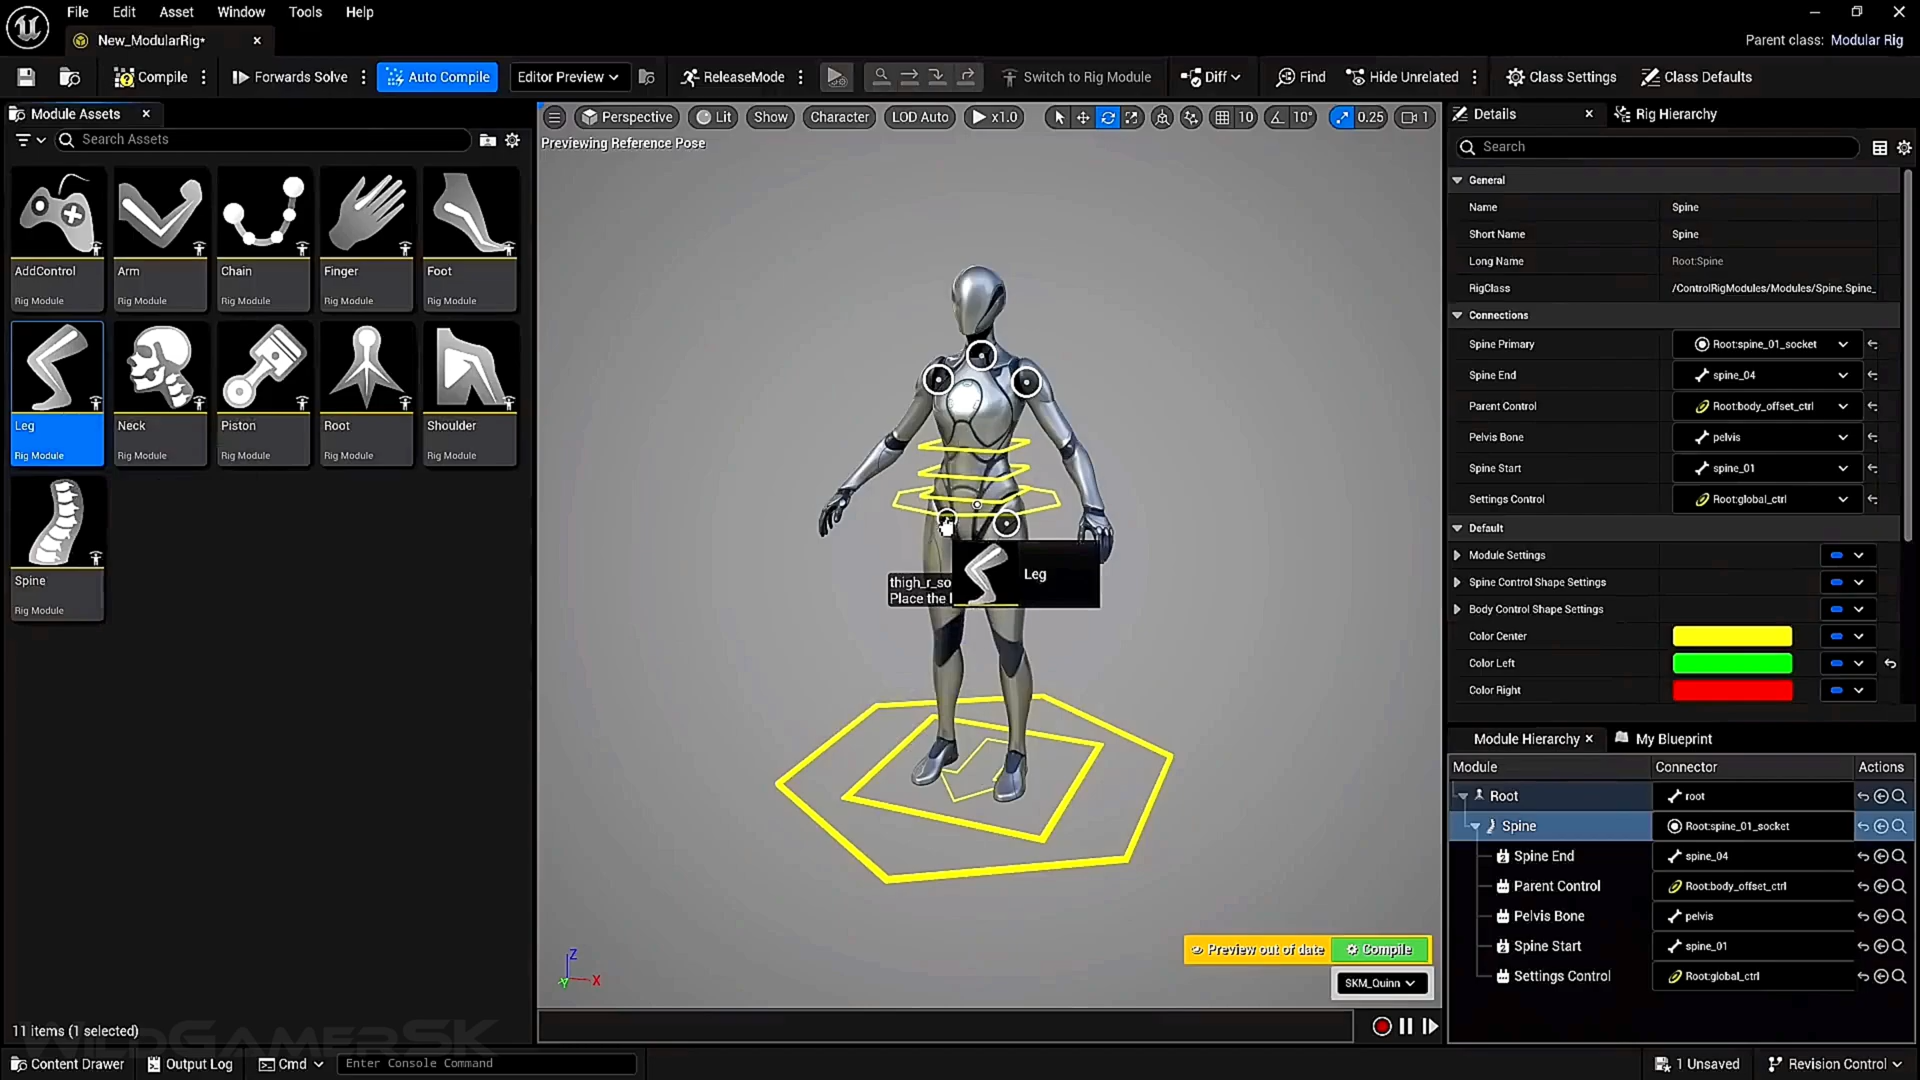 File Edit Asset Window Tools Help
New_ModularRig*
Parent class: Modular Rig
Compile Forwards Solve Auto Compile Editor Preview ReleaseMode Switch to Rig Module Diff Find Hide Unrelated Class Settings Class Defaults
Module Assets
Search Assets
AddControl
Rig Module
Arm
Rig Module
Chain
Rig Module
Finger
Rig Module
Foot
Rig Module
Leg
Rig Module
Neck
Rig Module
Piston
Rig Module
Root
Rig Module
Shoulder
Rig Module
Spine
Rig Module
11 items (1 selected)
WILDGAMERSK
Perspective Lit Show Character LOD Auto x1.0 10 10° 0.25 1
Previewing Reference Pose
thigh_r_so
Place the
Leg
Z
X
Y
Preview out of date Compile
SKM_Quinn
Details
Rig Hierarchy
Search
General
Name Spine
Short Name Spine
Long Name Root:Spine
RigClass /ControlRigModules/Modules/Spine.Spine_
Connections
Spine Primary Root:spine_01_socket
Spine End spine_04
Parent Control Root:body_offset_ctrl
Pelvis Bone pelvis
Spine Start spine_01
Settings Control Root:global_ctrl
Default
Module Settings
Spine Control Shape Settings
Body Control Shape Settings
Color Center
Color Left
Color Right
Module Hierarchy
My Blueprint
Module Connector Actions
Root root
Spine Root:spine_01_socket
Spine End spine_04
Parent Control Root:body_offset_ctrl
Pelvis Bone pelvis
Spine Start spine_01
Settings Control Root:global_ctrl
Content Drawer Output Log Cmd Enter Console Command
1 Unsaved Revision Control